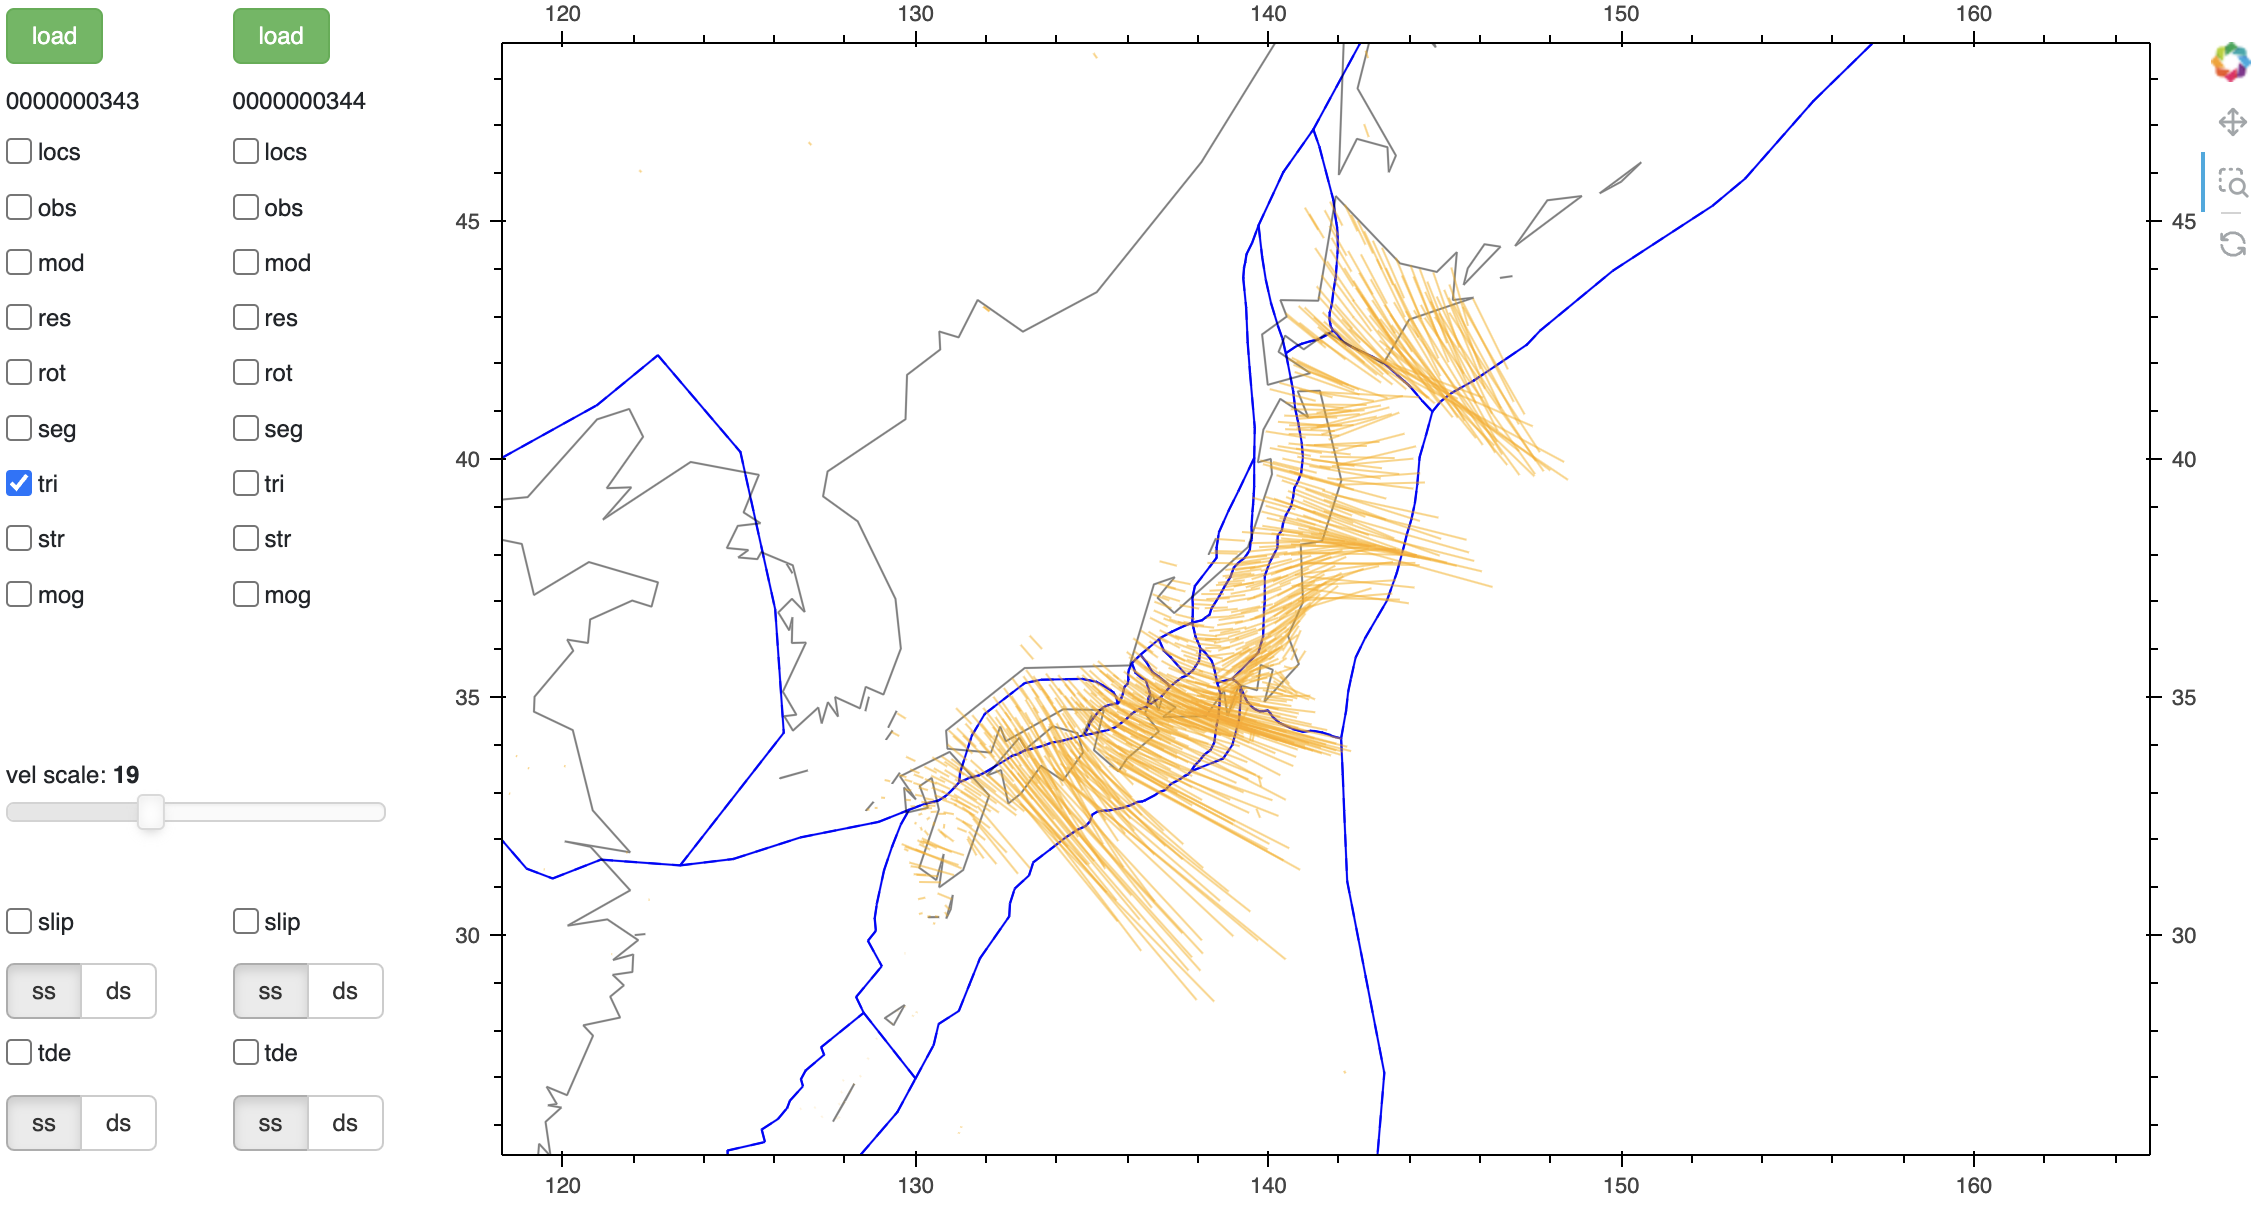 load load
0000000343 0000000344
locs locs
obs obs
mod mod
res res
rot rot
seg seg
tri tri
str str
mog mog
vel scale: 19
slip slip
ss ds ss ds
tde tde
ss ds ss ds
120 130 140 150 160
45 45
40 40
35 35
30 30
120 130 140 150 160